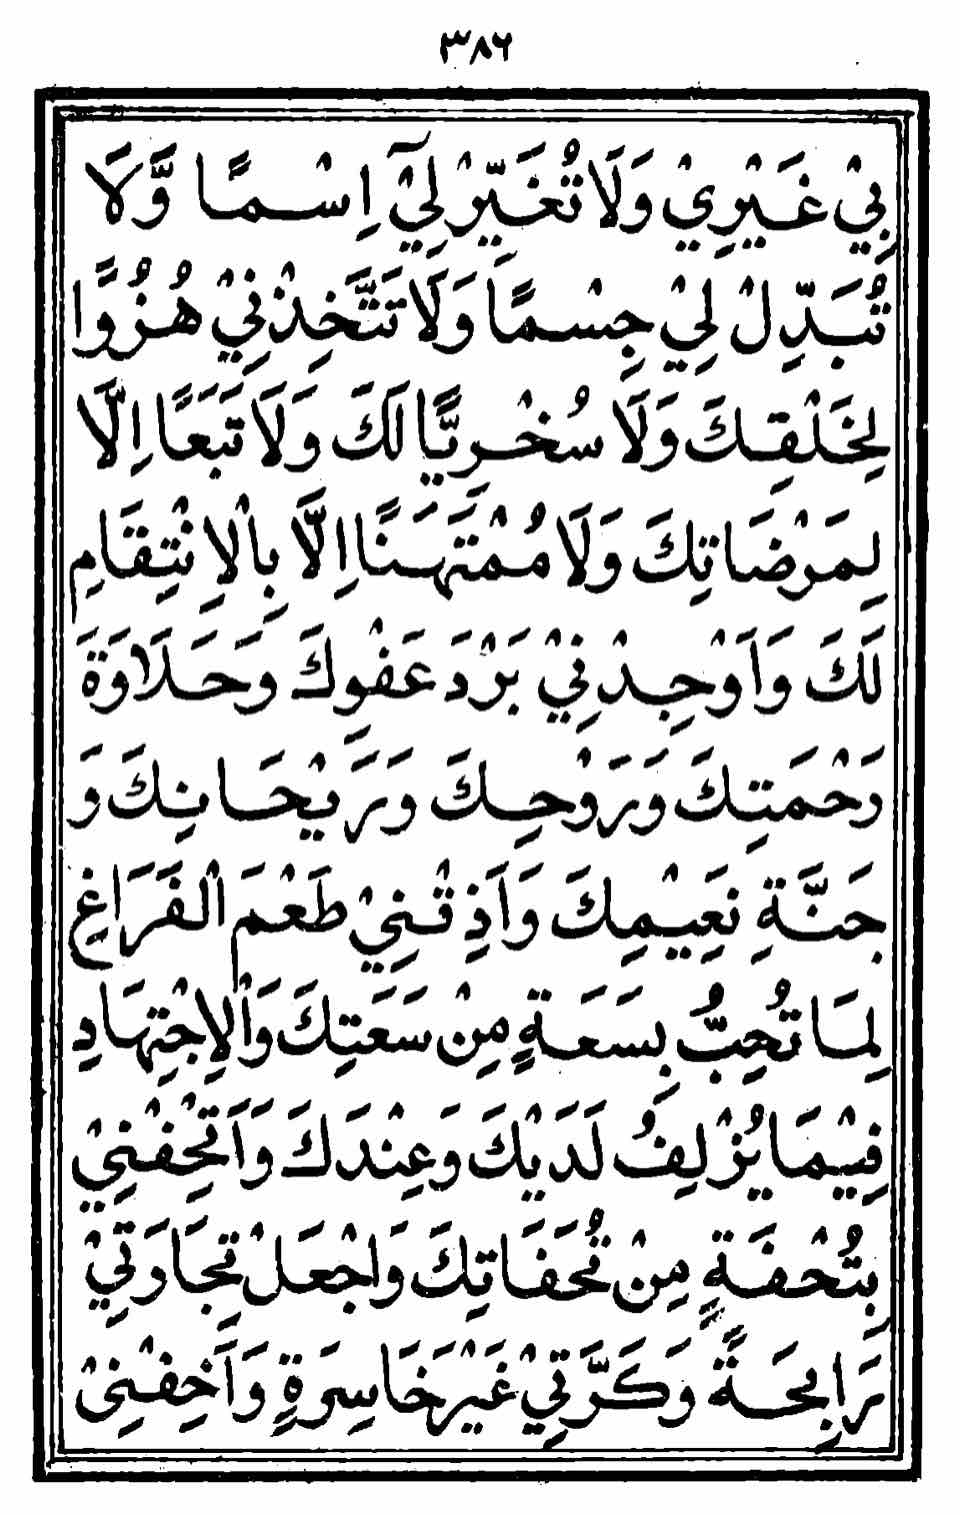 ٣٨٦
بِيْ غَيْرِيْ وَلَا تُغَيِّرْ لِيْٓ اِسْمًا وَّلَا
تُبَدِّلْ لِيْ جِسْمًا وَلَا تَتَّخِذْنِيْ هُزُوًا
لِخَلْقِكَ وَلَا سُخْرِيًّا لَكَ وَلَا تَبَعًا اِلَّا
لِمَرْضَاتِكَ وَلَا مُمْتَهَنًا اِلَّا بِالْاِنْتِقَامِ
لَكَ وَاَوْجِدْنِيْ بَرْدَ عَفْوِكَ وَحَلَاوَةَ
رَحْمَتِكَ وَرَوْحِكَ وَرَيْحَانِكَ وَ
جَنَّةِ نَعِيْمِكَ وَاَذِقْنِيْ طَعْمَ الْفَرَاغِ
لِمَا تُحِبُّ بِسَعَةٍ مِنْ سَعَتِكَ وَالْاِجْتِهَادِ
فِيْمَا يُزْلِفُ لَدَيْكَ وَعِنْدَكَ وَاَتْحِفْنِيْ
بِتُحْفَةٍ مِنْ تُحَفَاتِكَ وَاجْعَلْ تِجَارَتِيْ
رَابِحَةً وَكَرَّتِيْ غَيْرَ خَاسِرَةٍ وَاَخِفْنِيْ